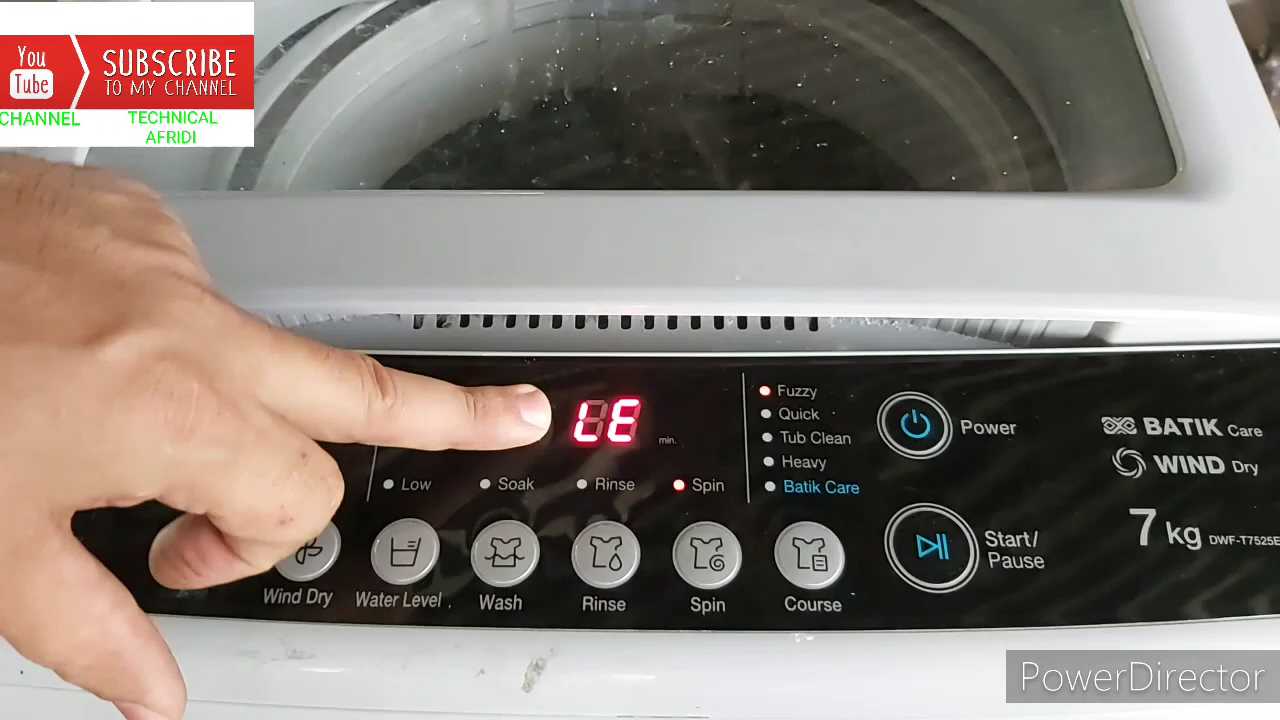 You
Tube
SUBSCRIBE
TO MY CHANNEL
CHANNEL
TECHNICAL
AFRIDI
LE
min.
Low
Soak
Rinse
Spin
Fuzzy
Quick
Tub Clean
Heavy
Batik Care
Power
Start/
Pause
BATIK Care
WIND Dry
7 kg DWF-T7525E
Wind Dry
Water Level
Wash
Rinse
Spin
Course
PowerDirector